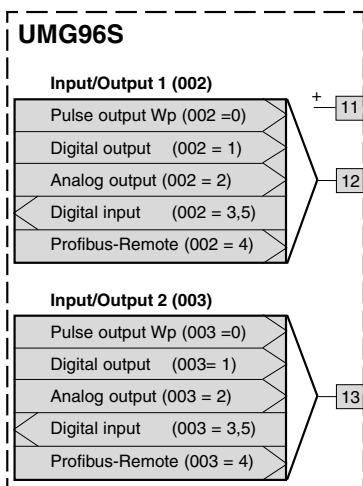 UMG96S
Input/Output 1 (002)
+
11
Pulse output Wp (002 =0)
Digital output (002 = 1)
Analog output (002 = 2)
12
Digital input (002 = 3,5)
Profibus-Remote (002 = 4)
Input/Output 2 (003)
Pulse output Wp (003 =0)
Digital output (003= 1)
Analog output (003 = 2)
13
Digital input (003 = 3,5)
Profibus-Remote (003 = 4)